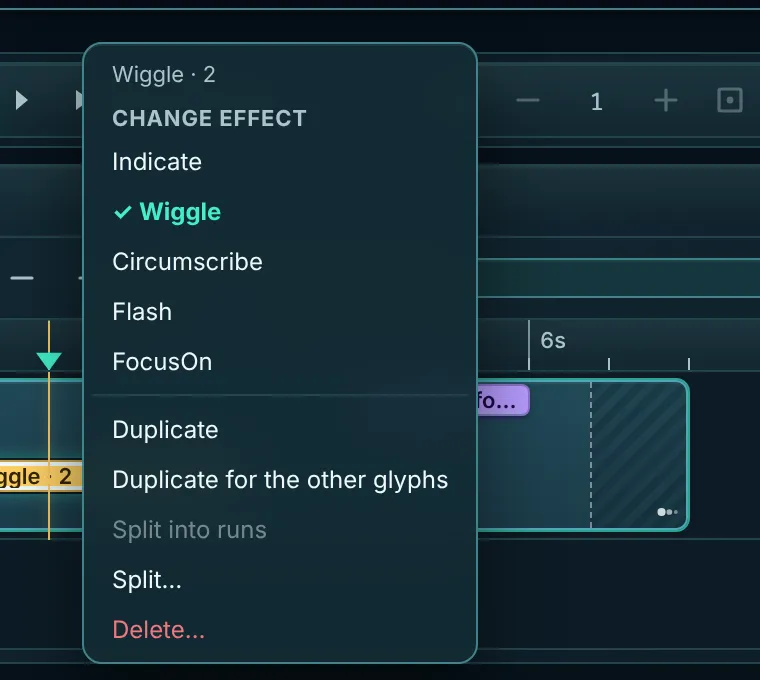 Wiggle · 2
CHANGE EFFECT
Indicate
✓ Wiggle
Circumscribe
Flash
FocusOn
Duplicate
Duplicate for the other glyphs
Split into runs
Split...
Delete...
1
6s
fo...
ggle · 2